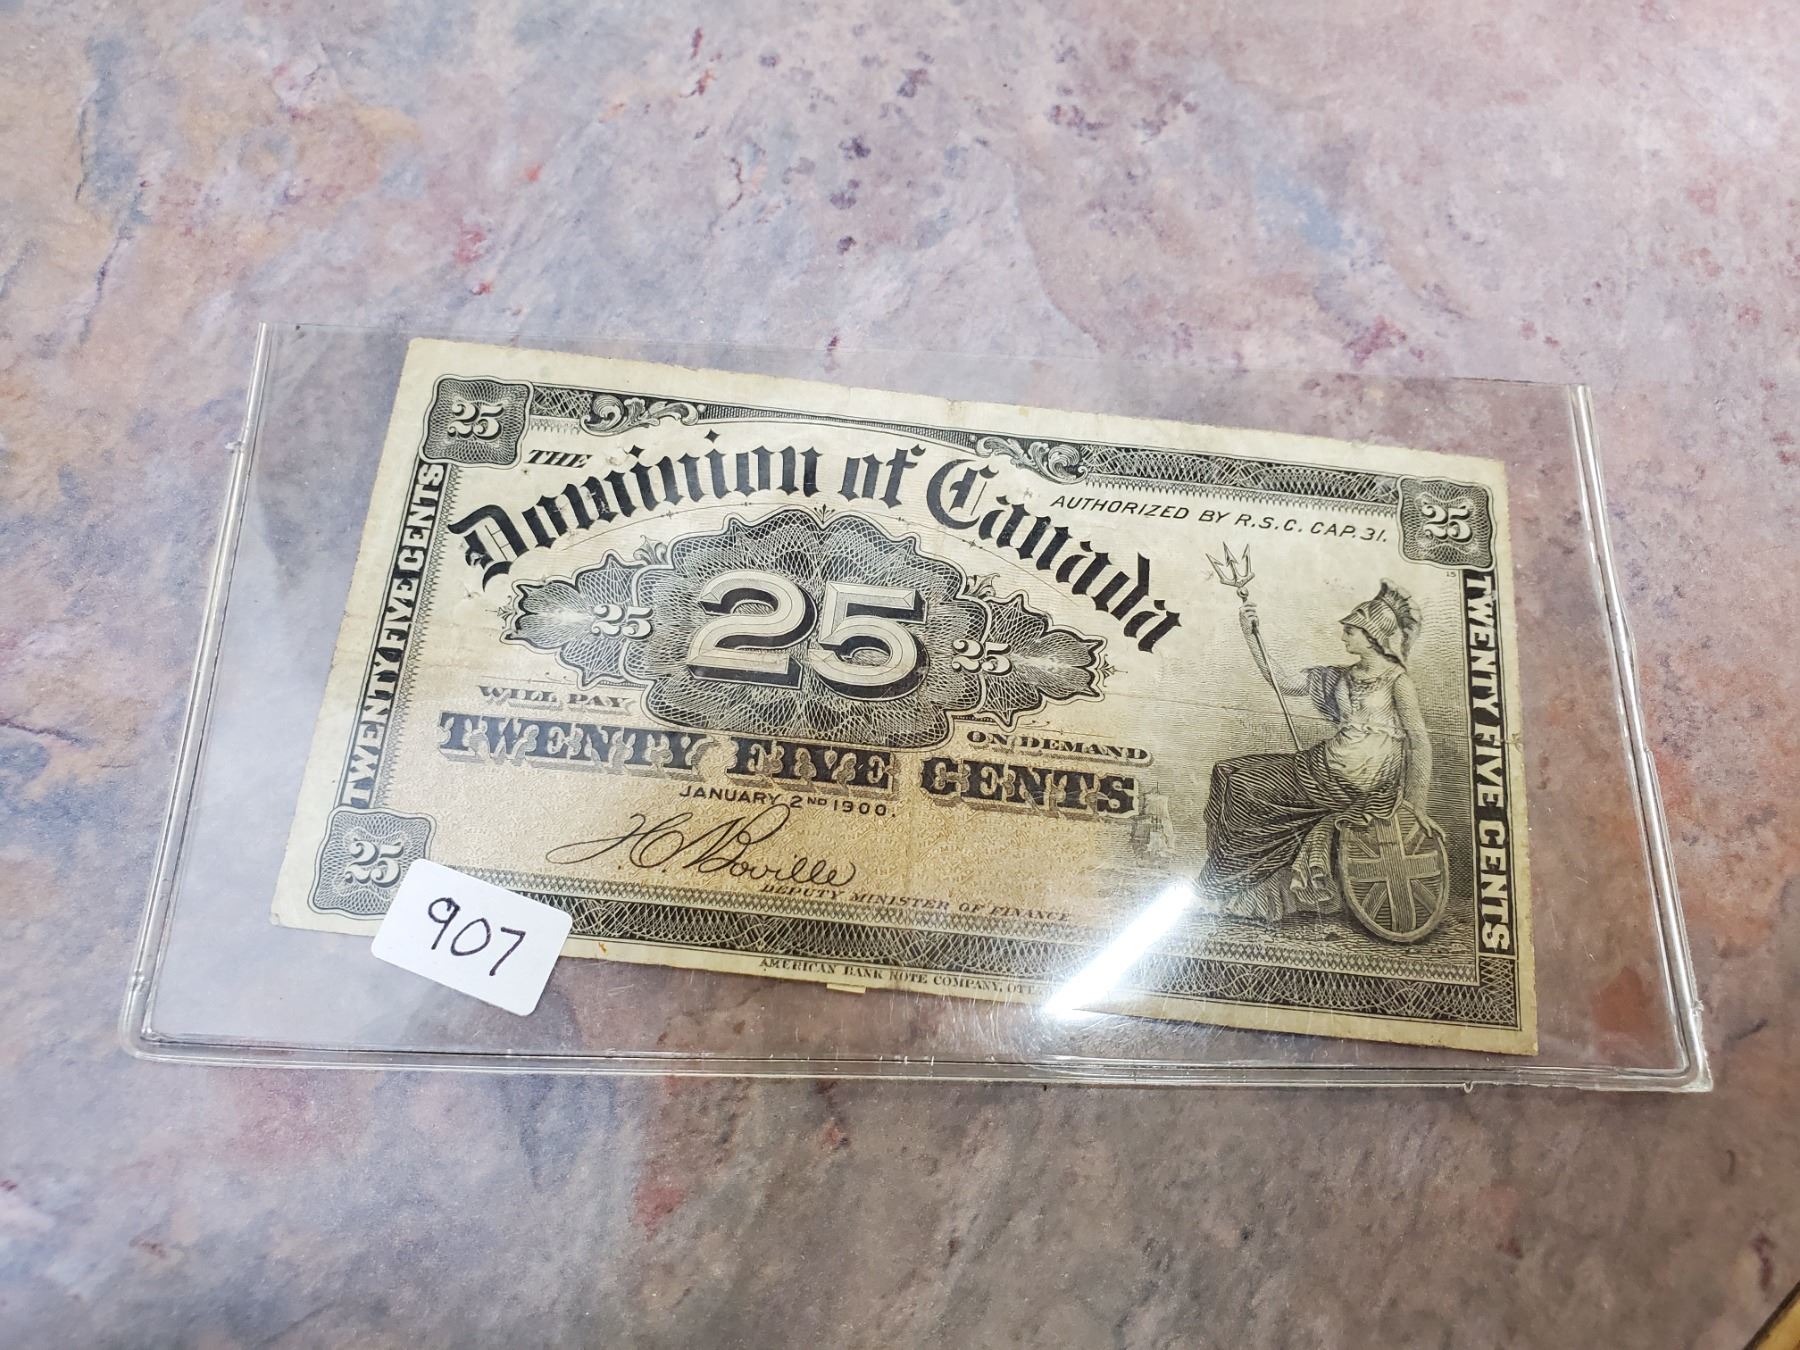 25
25
THE
Dominion of Canada
AUTHORIZED BY R.S.C. CAP. 31.
TWENTY FIVE CENTS
TWENTY FIVE CENTS
15
25
25
25
WILL PAY
ON DEMAND
TWENTY FIVE CENTS
JANUARY 2ND 1900.
H. C. Boville
DEPUTY MINISTER OF FINANCE
25
907
AMERICAN BANK NOTE COMPANY,